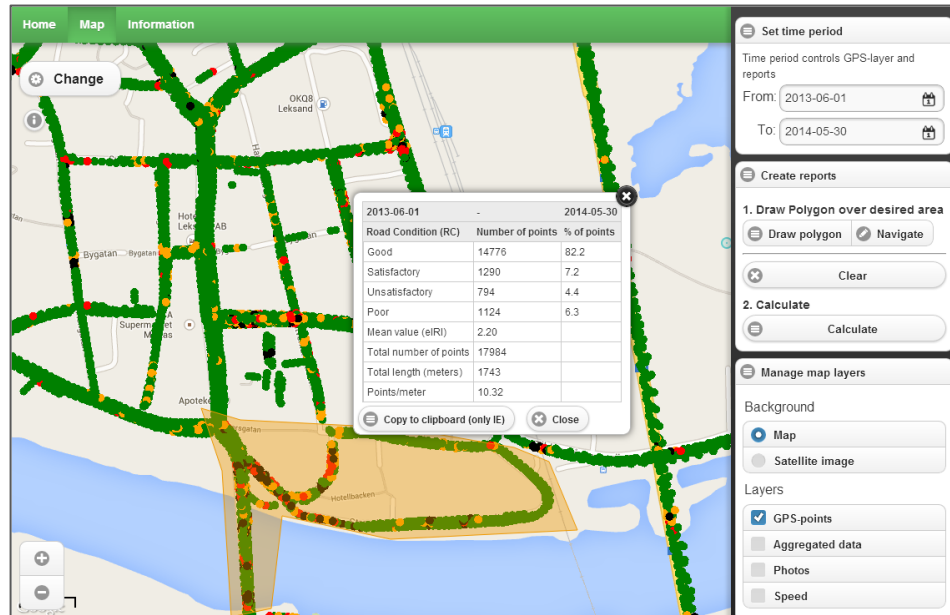 Home Map Information
Change
OKQ8
Leksand
Hotel
Leks AB
Bygatan
Bygatan
gatan
Supermarket
Apotek
Hotellbacken
2013-06-01 - 2014-05-30
Road Condition (RC) Number of points % of points
Good 14776 82.2
Satisfactory 1290 7.2
Unsatisfactory 794 4.4
Poor 1124 6.3
Mean value (eIRI) 2.20
Total number of points 17984
Total length (meters) 1743
Points/meter 10.32
Copy to clipboard (only IE) Close
Set time period
Time period controls GPS-layer and
reports
From: 2013-06-01
To: 2014-05-30
Create reports
1. Draw Polygon over desired area
Draw polygon Navigate
Clear
2. Calculate
Calculate
Manage map layers
Background
Map
Satellite image
Layers
GPS-points
Aggregated data
Photos
Speed